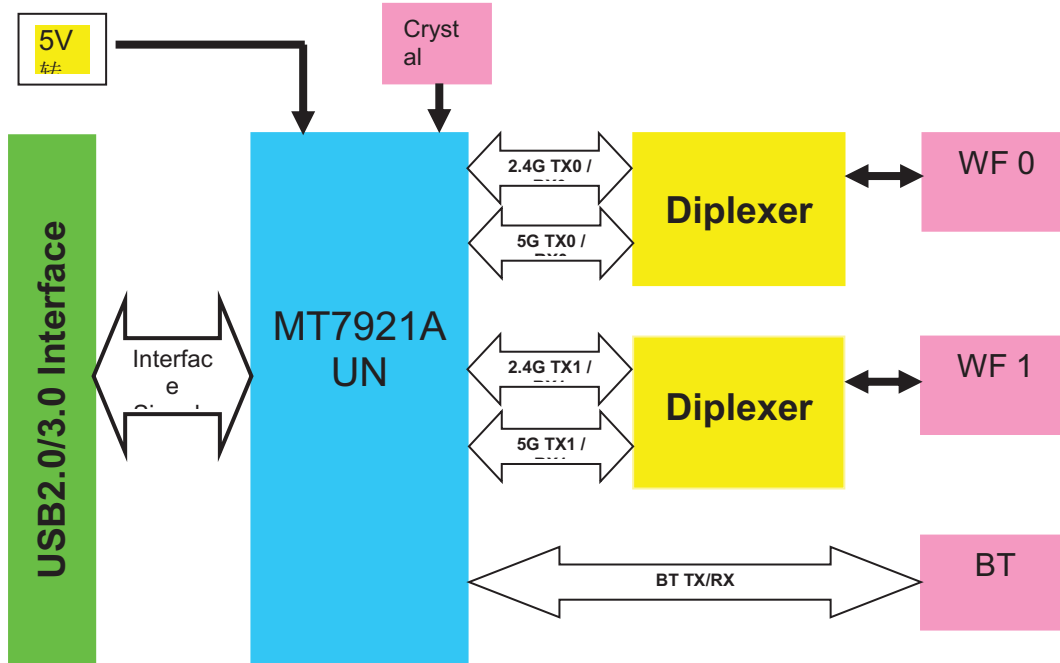 5V
转
Cryst
al
USB2.0/3.0 Interface
Interfac
e
MT7921A
UN
2.4G TX0 /
5G TX0 /
Diplexer
WF 0
2.4G TX1 /
5G TX1 /
Diplexer
WF 1
BT TX/RX
BT